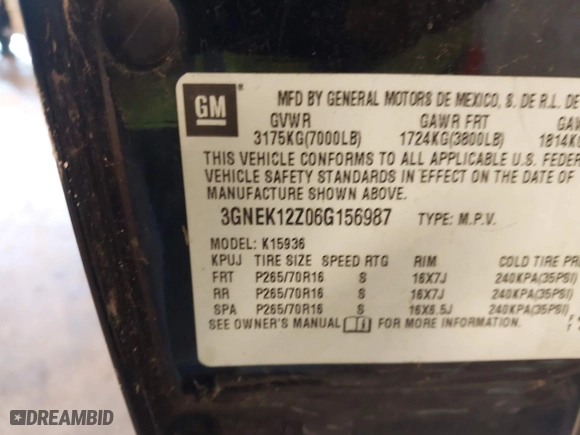 GM
MFD BY GENERAL MOTORS DE MEXICO, S. DE R.L. DE
GVWR GAWR FRT GAW
3175KG(7000LB) 1724KG(3800LB) 1814KG
THIS VEHICLE CONFORMS TO ALL APPLICABLE U.S. FEDER
VEHICLE SAFETY STANDARDS IN EFFECT ON THE DATE OF
MANUFACTURE SHOWN ABOVE.
3GNEK12Z06G156987 TYPE: M.P.V.
MODEL: K15936
KPUJ TIRE SIZE SPEED RTG RIM COLD TIRE PR
FRT P265/70R16 S 16X7J 240KPA(35PSI)
RR P265/70R16 S 16X7J 240KPA(35PSI)
SPA P265/70R16 S 16X6.5J 240KPA(35PSI)
SEE OWNER'S MANUAL FOR MORE INFORMATION.
DREAMBID